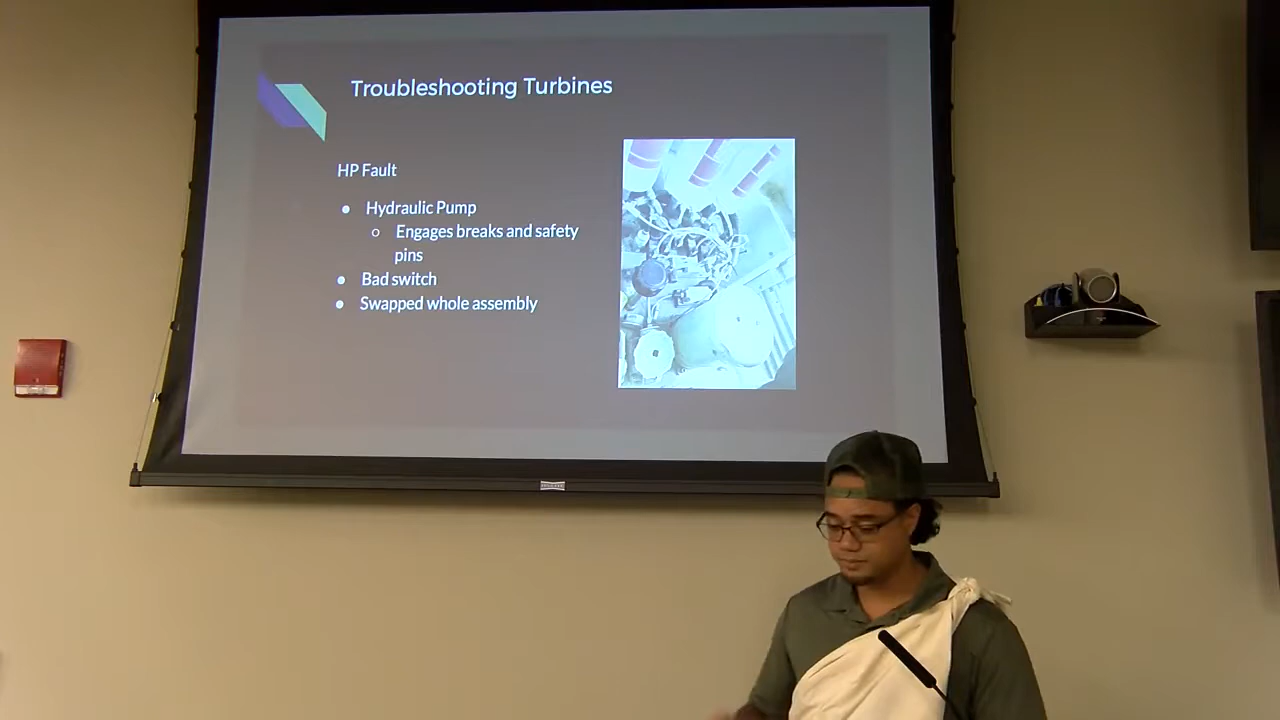 Troubleshooting Turbines
HP Fault
● Hydraulic Pump
○ Engages breaks and safety
pins
● Bad switch
● Swapped whole assembly